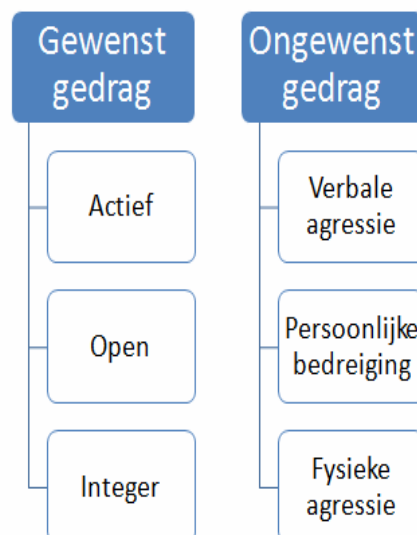 Gewenst
gedrag
Actief
Open
Integer
Ongewenst
gedrag
Verbale
agressie
Persoonlijke
bedreiging
Fysieke
agressie